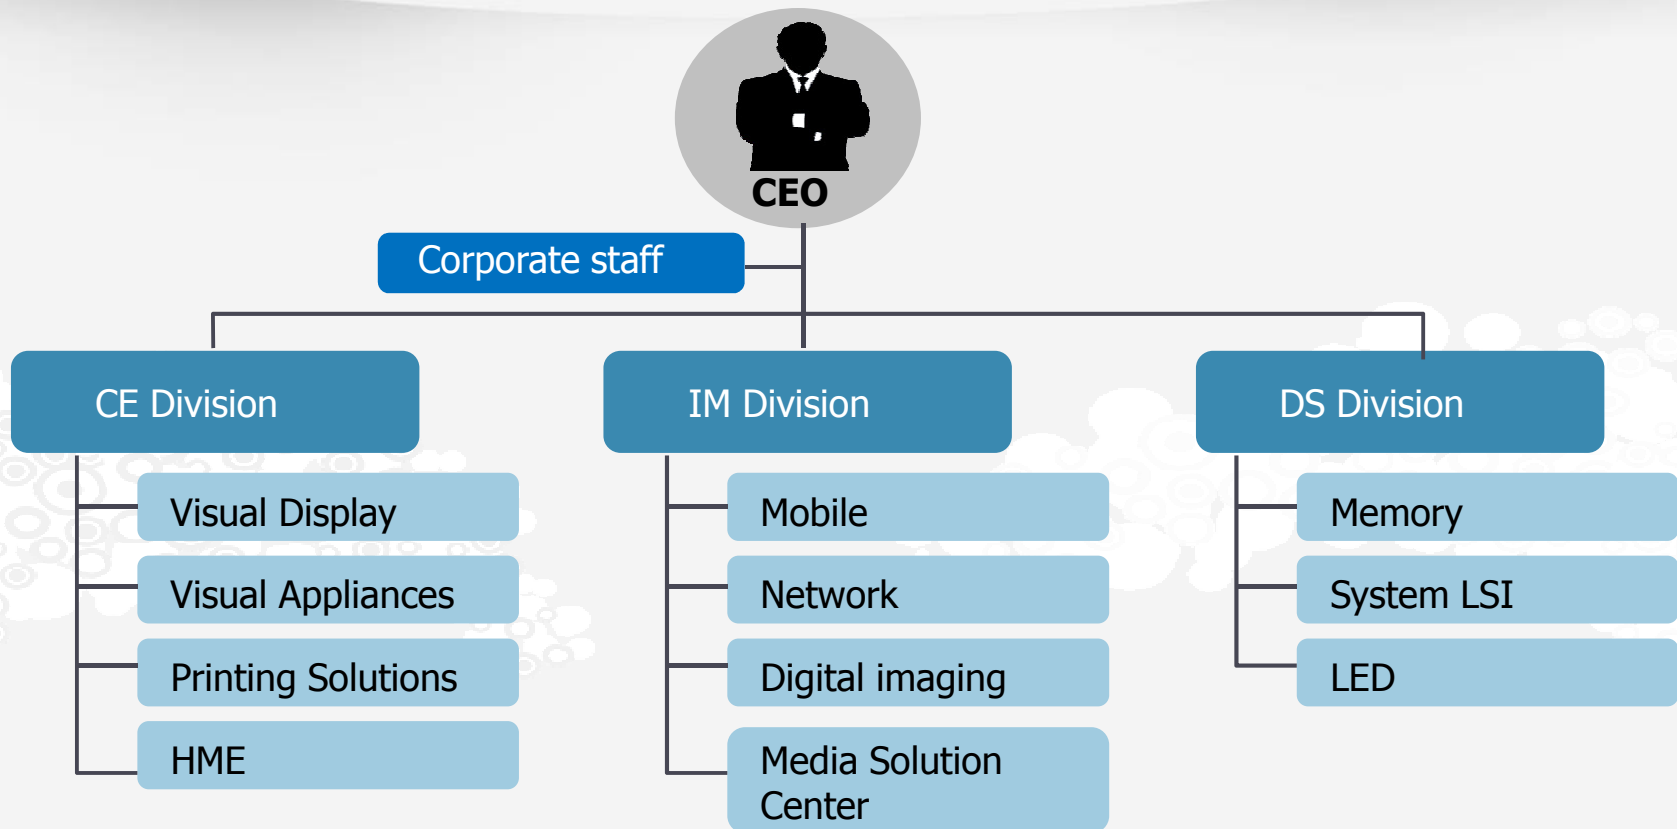 CEO
Corporate staff
CE Division
IM Division
DS Division
Visual Display
Visual Appliances
Printing Solutions
HME
Mobile
Network
Digital imaging
Media Solution
Center
Memory
System LSI
LED